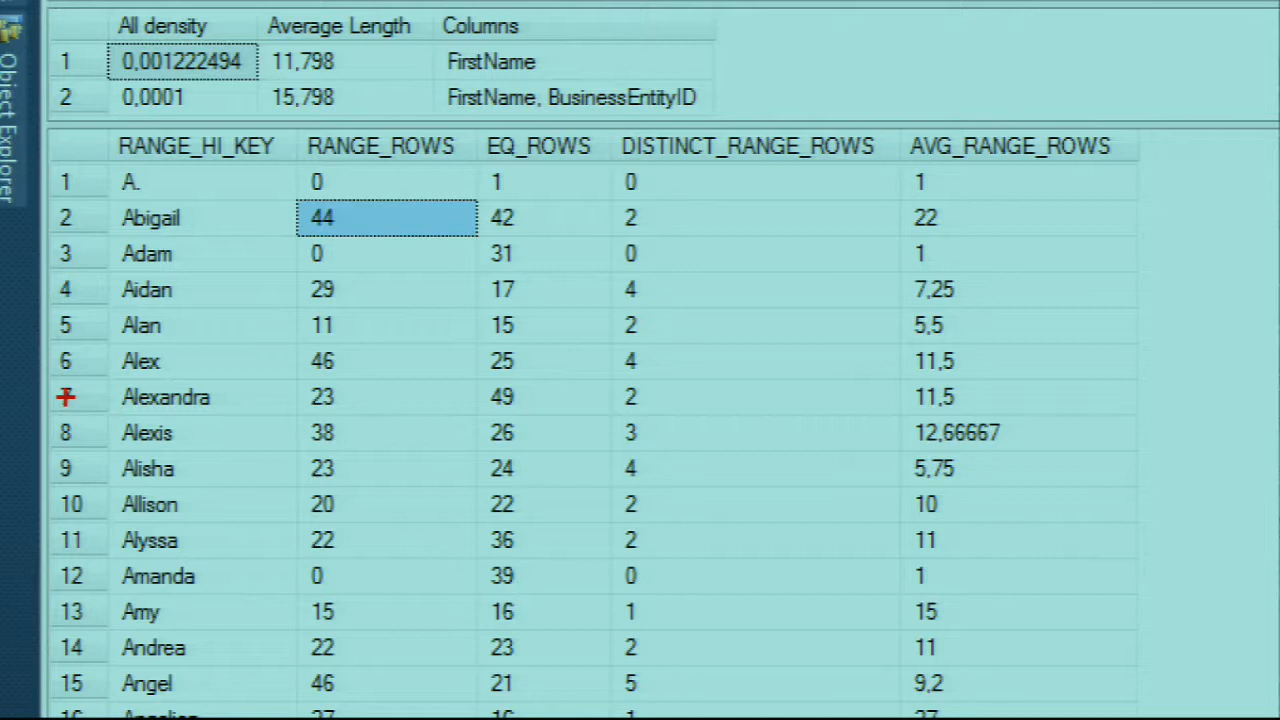 Object Explorer
All density Average Length Columns
1 0,001222494 11,798 FirstName
2 0,0001 15,798 FirstName, BusinessEntityID
RANGE_HI_KEY RANGE_ROWS EQ_ROWS DISTINCT_RANGE_ROWS AVG_RANGE_ROWS
1 A. 0 1 0 1
2 Abigail 44 42 2 22
3 Adam 0 31 0 1
4 Aidan 29 17 4 7,25
5 Alan 11 15 2 5,5
6 Alex 46 25 4 11,5
7 Alexandra 23 49 2 11,5
8 Alexis 38 26 3 12,66667
9 Alisha 23 24 4 5,75
10 Allison 20 22 2 10
11 Alyssa 22 36 2 11
12 Amanda 0 39 0 1
13 Amy 15 16 1 15
14 Andrea 22 23 2 11
15 Angel 46 21 5 9,2